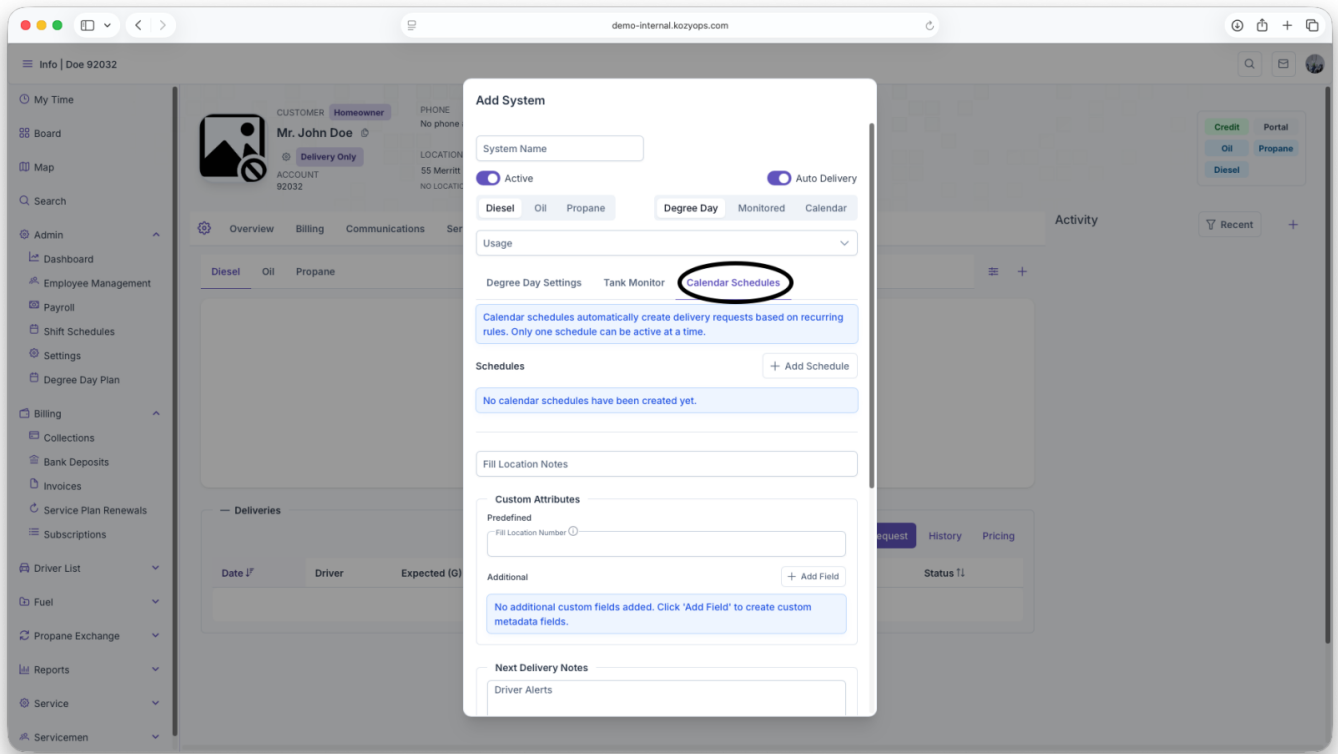 demo-internal.kozyops.com
Info | Doe 92032
My Time
Board
Map
Search
Admin
Dashboard
Employee Management
Payroll
Shift Schedules
Settings
Degree Day Plan
Billing
Collections
Bank Deposits
Invoices
Service Plan Renewals
Subscriptions
Driver List
Fuel
Propane Exchange
Reports
Service
Servicemen
CUSTOMER Homeowner
Mr. John Doe
Delivery Only
ACCOUNT
92032
PHONE
No phone
LOCATION
55 Merritt
NO LOCATIO
Credit Portal
Oil Propane
Diesel
Overview Billing Communications Ser
Activity
Recent
Diesel Oil Propane
Deliveries
equest History Pricing
Date Driver Expected (G) Status
Add System
System Name
Active Auto Delivery
Diesel Oil Propane Degree Day Monitored Calendar
Usage
Degree Day Settings Tank Monitor Calendar Schedules
Calendar schedules automatically create delivery requests based on recurring
rules. Only one schedule can be active at a time.
Schedules + Add Schedule
No calendar schedules have been created yet.
Fill Location Notes
Custom Attributes
Predefined
Fill Location Number
Additional + Add Field
No additional custom fields added. Click 'Add Field' to create custom
metadata fields.
Next Delivery Notes
Driver Alerts